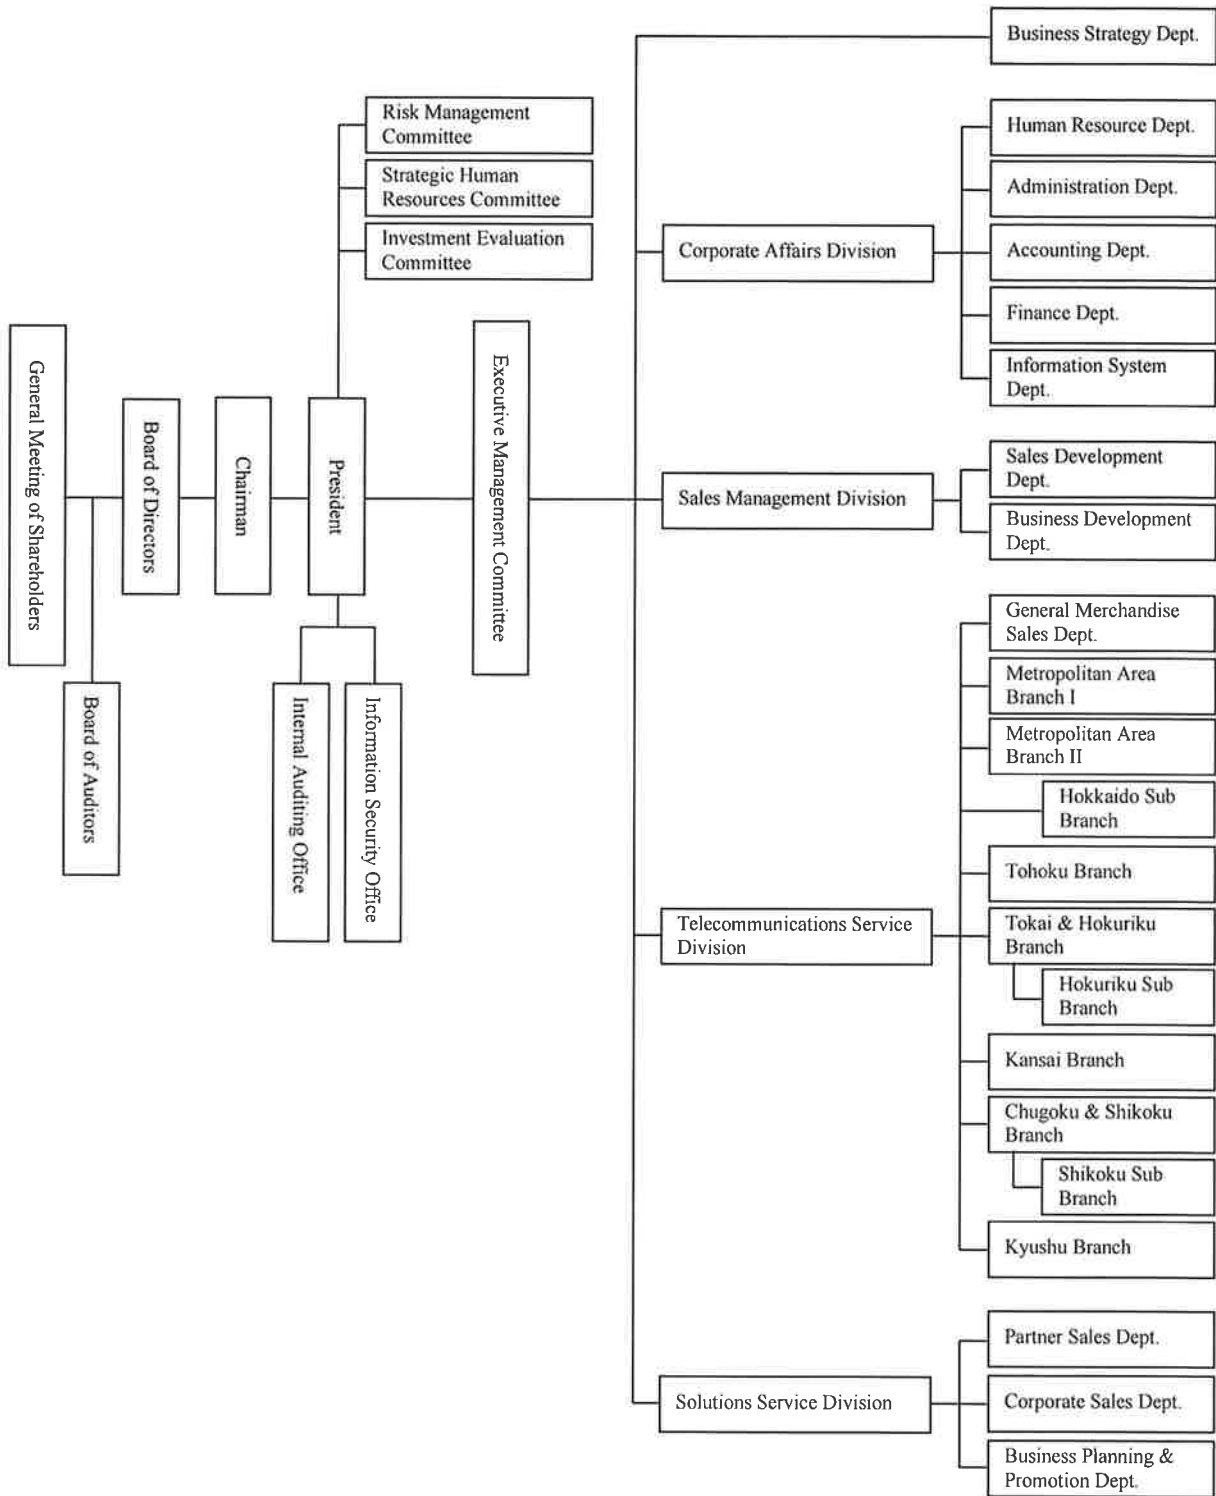 General Meeting of Shareholders
Board of Auditors
Board of Directors
Chairman
President
Risk Management
Committee
Strategic Human
Resources Committee
Investment Evaluation
Committee
Internal Auditing Office
Information Security Office
Executive Management Committee
Business Strategy Dept.
Corporate Affairs Division
Human Resource Dept.
Administration Dept.
Accounting Dept.
Finance Dept.
Information System
Dept.
Sales Management Division
Sales Development
Dept.
Business Development
Dept.
Telecommunications Service
Division
General Merchandise
Sales Dept.
Metropolitan Area
Branch I
Metropolitan Area
Branch II
Hokkaido Sub
Branch
Tohoku Branch
Tokai & Hokuriku
Branch
Hokuriku Sub
Branch
Kansai Branch
Chugoku & Shikoku
Branch
Shikoku Sub
Branch
Kyushu Branch
Solutions Service Division
Partner Sales Dept.
Corporate Sales Dept.
Business Planning &
Promotion Dept.